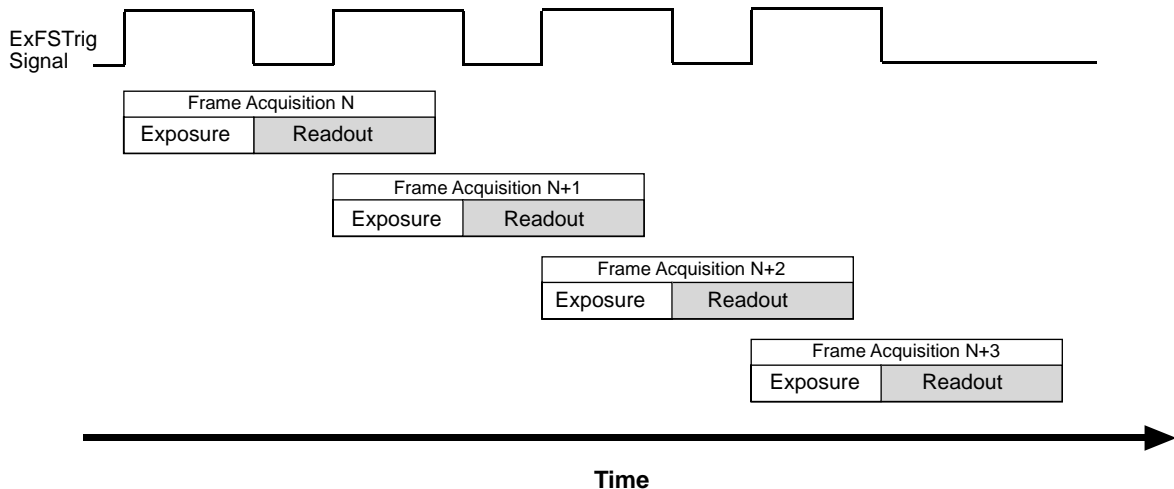 ExFSTrig
Signal
Frame Acquisition N
Exposure Readout
Frame Acquisition N+1
Exposure Readout
Frame Acquisition N+2
Exposure Readout
Frame Acquisition N+3
Exposure Readout
Time